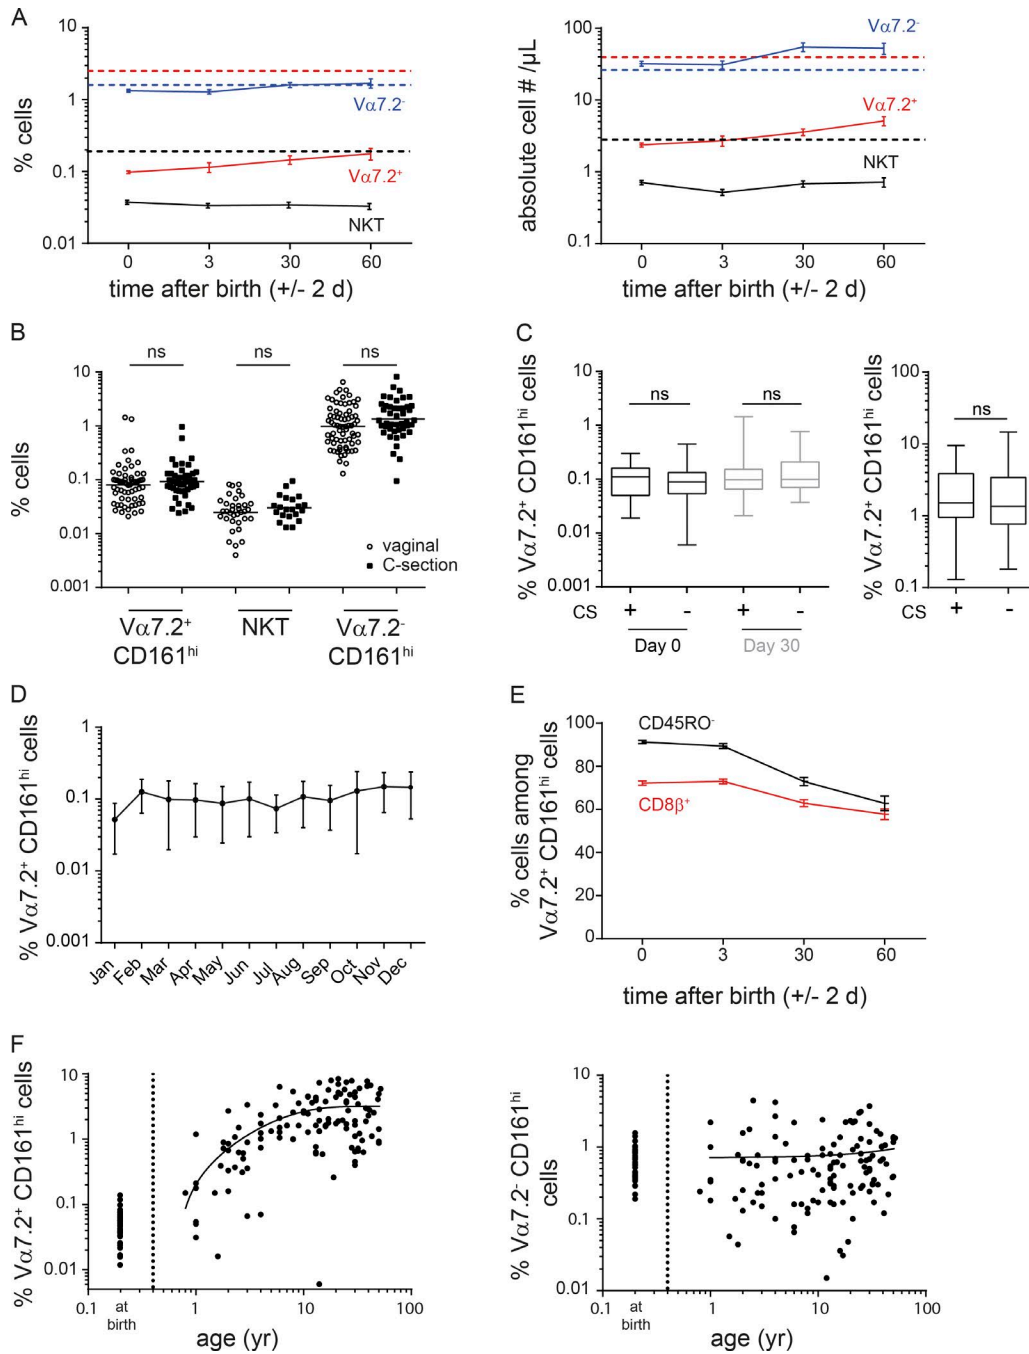 A
% cells
10
1
0.1
0.01
Vα7.2⁻
Vα7.2⁺
NKT
0 3 30 60
time after birth (+/- 2 d)
absolute cell # /μL
100
10
1
0.1
Vα7.2⁻
Vα7.2⁺
NKT
0 3 30 60
time after birth (+/- 2 d)
B
% cells
10
1
0.1
0.01
0.001
ns ns ns
vaginal
C-section
Vα7.2⁺ NKT Vα7.2⁻
CD161ʰⁱ CD161ʰⁱ
C
% Vα7.2⁺ CD161ʰⁱ cells
10
1
0.1
0.01
0.001
ns ns
CS + - + -
Day 0 Day 30
% Vα7.2⁺ CD161ʰⁱ cells
100
10
1
0.1
ns
CS + -
D
% Vα7.2⁺ CD161ʰⁱ cells
1
0.1
0.01
0.001
Jan Feb Mar Apr May Jun Jul Aug Sep Oct Nov Dec
E
% cells among
Vα7.2⁺ CD161ʰⁱ cells
100
80
60
40
20
0
CD45RO⁻
CD8β⁺
0 3 30 60
time after birth (+/- 2 d)
F
% Vα7.2⁺ CD161ʰⁱ cells
10
1
0.1
0.01
0.1 at 1 10 100
birth
age (yr)
% Vα7.2⁻ CD161ʰⁱ
cells
10
1
0.1
0.01
0.1 at 1 10 100
birth
age (yr)